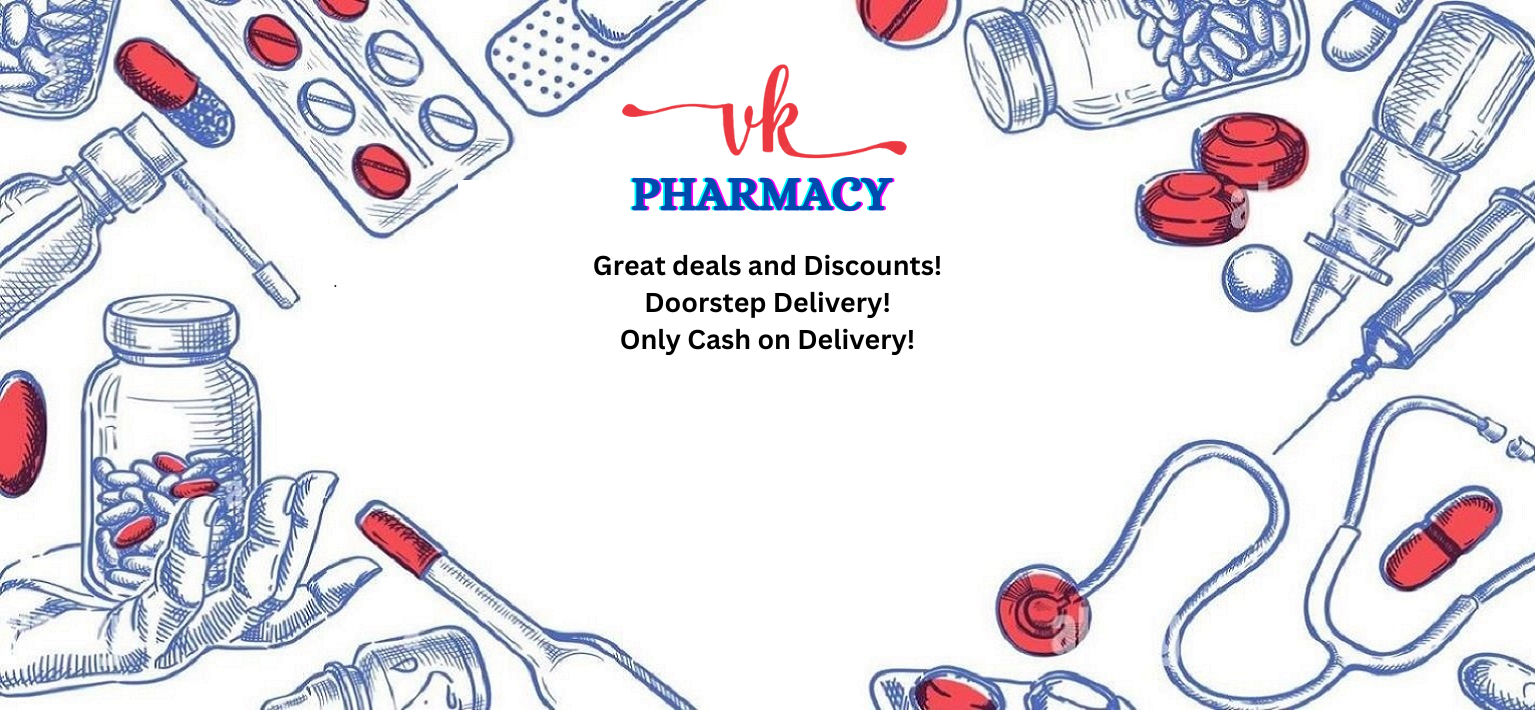 vk
PHARMACY
Great deals and Discounts!
Doorstep Delivery!
Only Cash on Delivery!